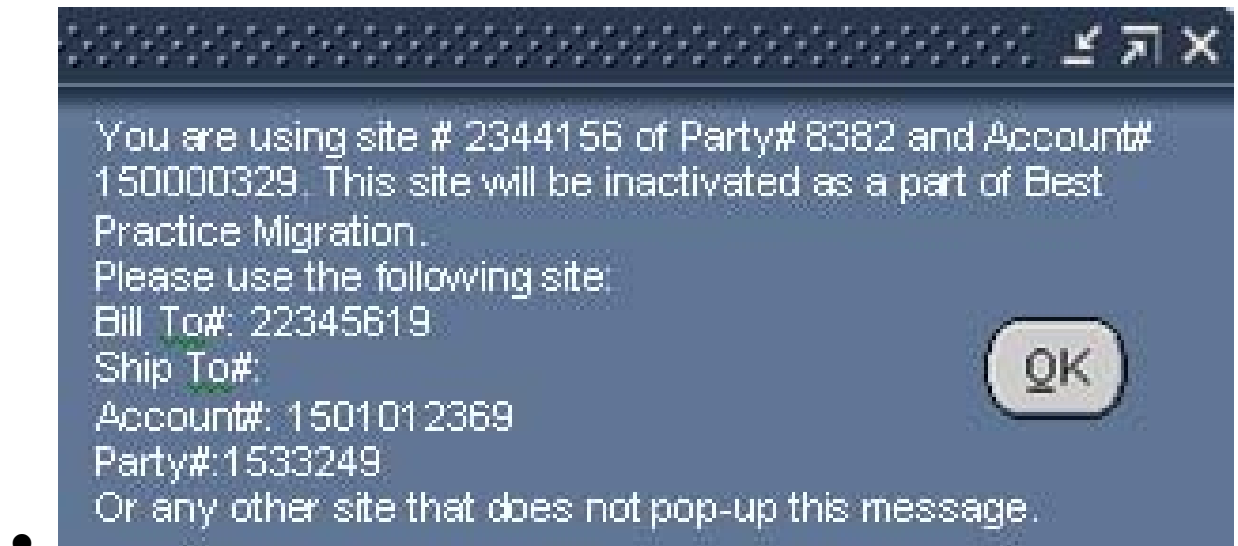 You are using site # 2344156 of Party# 8382 and Account#
150000329. This site will be inactivated as a part of Best
Practice Migration.
Please use the following site:
Bill To#: 22345619
Ship To#:
Account#: 1501012369
Party#:1533249
Or any other site that does not pop-up this message.
OK